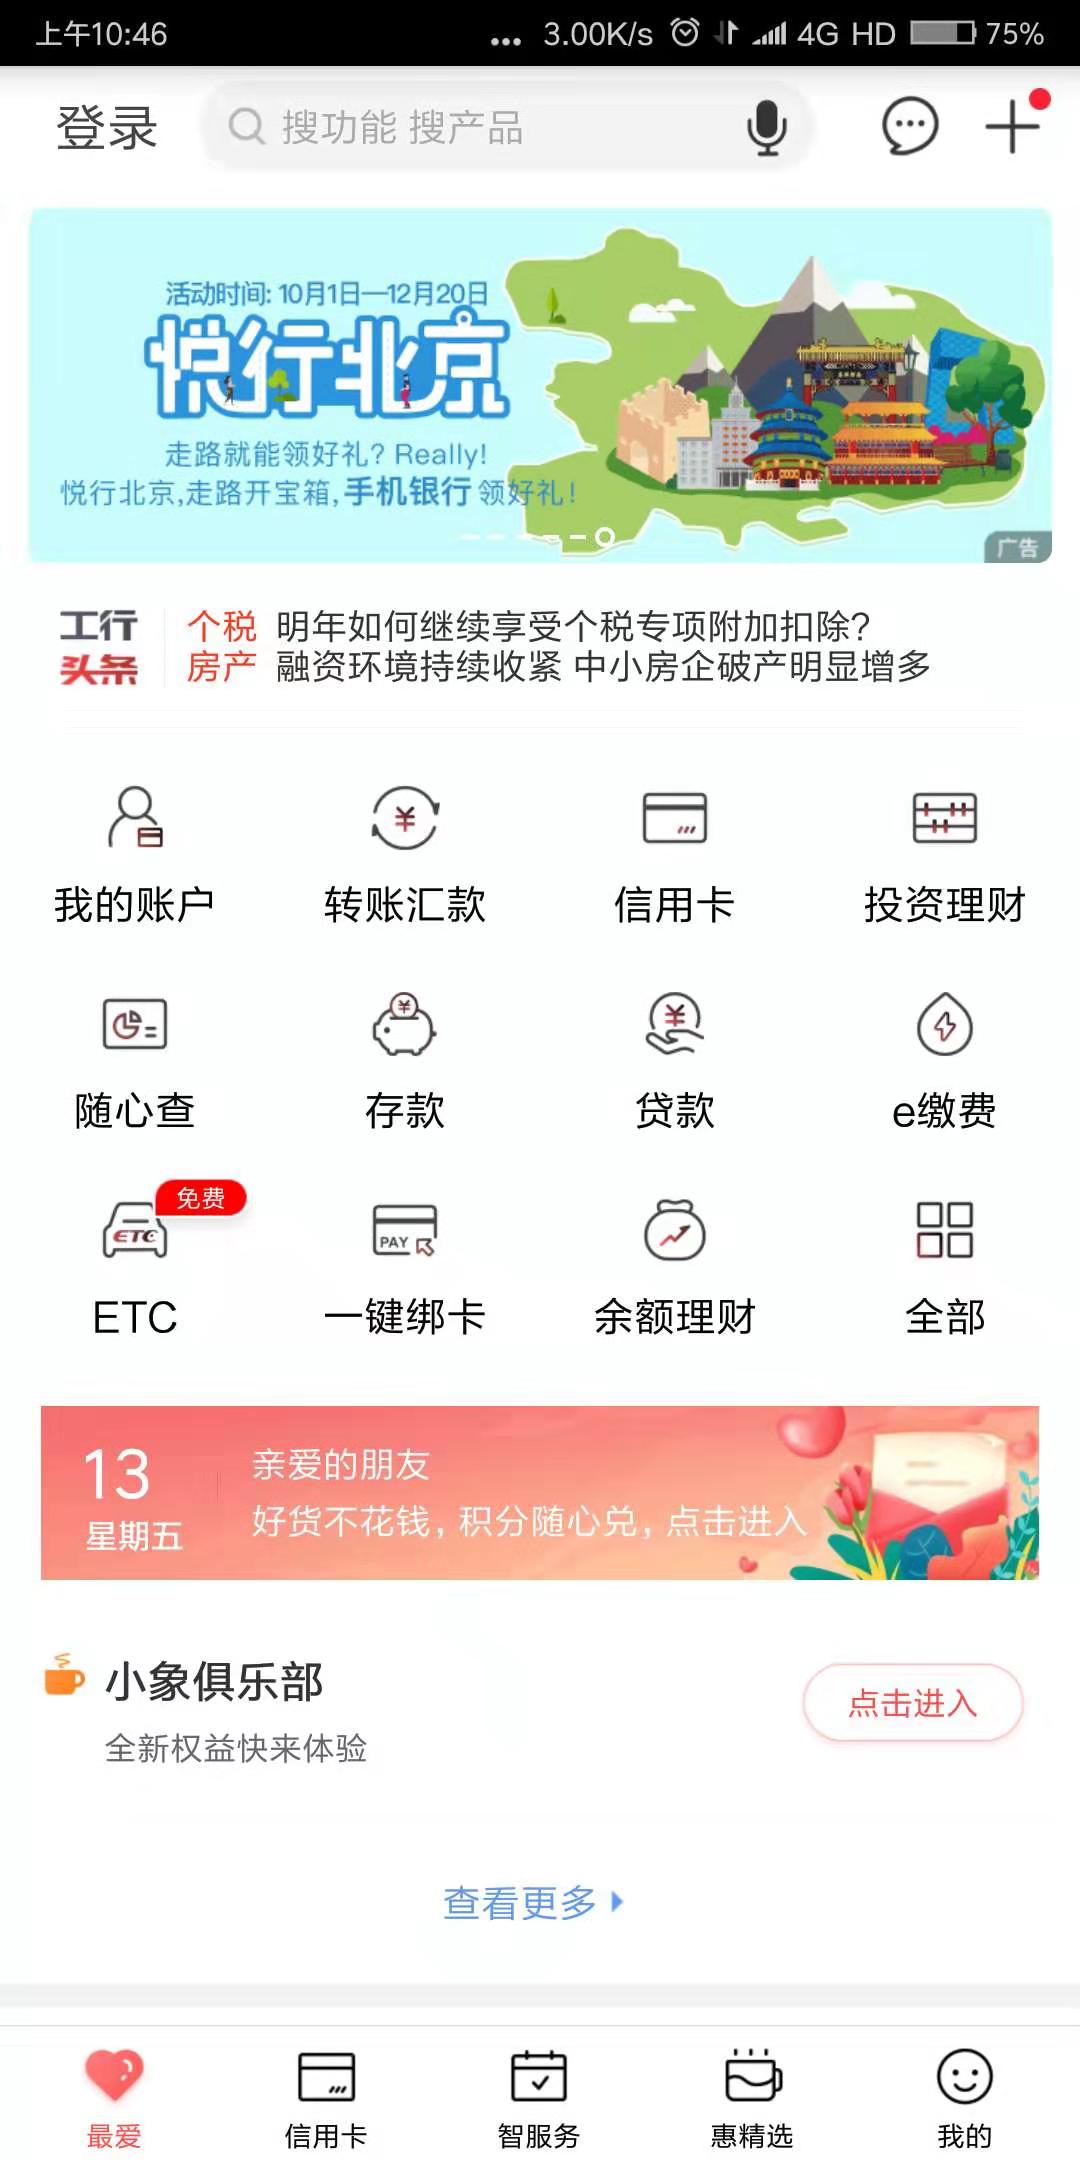 上午10:46
... 3.00K/s 4G HD 75%
登录
搜功能 搜产品
活动时间: 10月1日—12月20日
悦行北京
走路就能领好礼? Really!
悦行北京,走路开宝箱,手机银行 领好礼!
广告
工行
头条
个税 明年如何继续享受个税专项附加扣除?
房产 融资环境持续收紧 中小房企破产明显增多
我的账户 转账汇款 信用卡 投资理财
随心查 存款 贷款 e缴费
免费
ETC PAY
ETC 一键绑卡 余额理财 全部
13
星期五
亲爱的朋友
好货不花钱，积分随心兑，点击进入
小象俱乐部
全新权益快来体验
点击进入
查看更多
最爱 信用卡 智服务 惠精选 我的